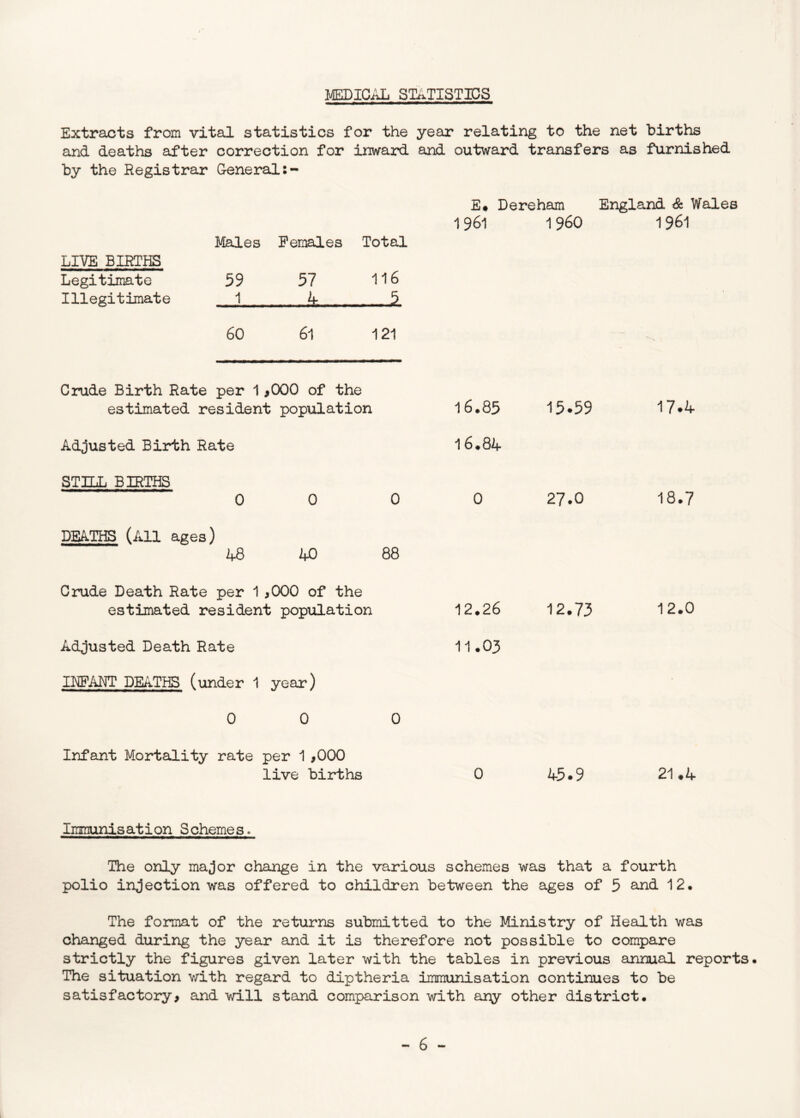 MEDICAL STATISTICS
Extracts from vital statistics for the year relating to the net births
and deaths after correction for inward and outward transfers as furnished
by the Registrar General:-
E. Dereham England & Wales
1961 1960 1961
Males Females Total
LIVE BIRTHS
Legitimate 59 57 116
Illegitimate 1 4 5
60 61 121
Crude Birth Rate per 1,000 of the
estimated resident population 16.85 15.59 17.4
Adjusted Birth Rate 16.84
STILL BIRTHS
0 0 0 0 27.0 18.7
DEATHS (All ages)
48 40 88
Crude Death Rate per 1,000 of the
estimated resident population 12.26 12.73 12.0
Adjusted Death Rate 11.03
INFANT DEATHS (under 1 year)
0 0 0
Infant Mortality rate per 1,000
live births 0 45.9 21.4
Immunisation Schemes.
The only major change in the various schemes was that a fourth
polio injection was offered to children between the ages of 5 and 12.
The format of the returns submitted to the Ministry of Health was
changed during the year and it is therefore not possible to compare
strictly the figures given later with the tables in previous annual reports.
The situation with regard to diptheria immunisation continues to be
satisfactory, and will stand comparison with any other district.
- 6 -